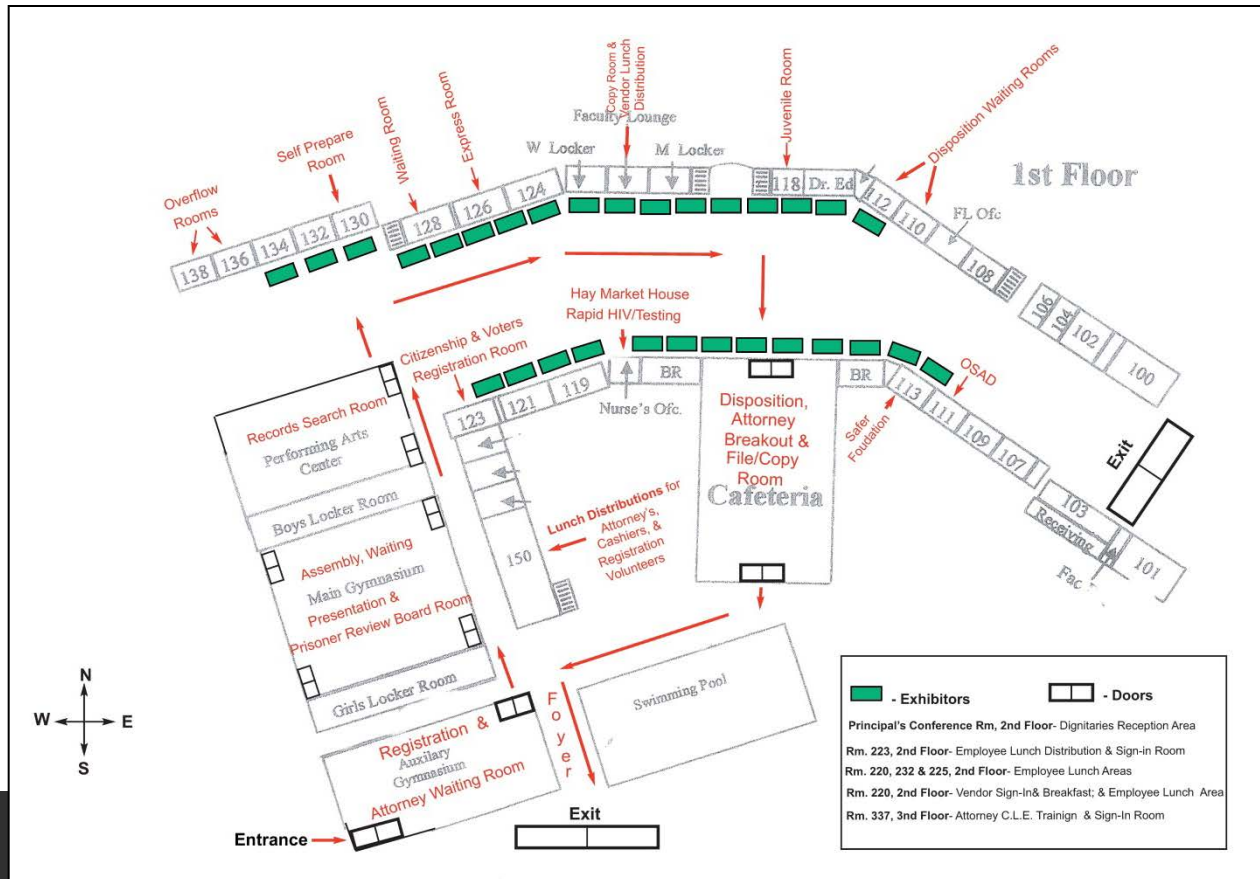 Copy Room &
Vendor Lunch
Distribution
Faculty Lounge
W Locker
M Locker
Juvenile Room
Disposition Waiting Rooms
1st Floor
Express Room
Waiting Room
Self Prepare
Room
Overflow
Rooms
138
136
134
132
130
128
126
124
118
Dr. Ed
112
110
FL Ofc
108
106
104
102
100
Hay Market House
Rapid HIV/Testing
Citizenship & Voters
Registration Room
123
121
119
Nurse's Ofc.
BR
BR
113
111
109
107
103
Receiving
101
Fac
OSAD
Safer
Foudation
Exit
Disposition,
Attorney
Breakout &
File/Copy
Room
Cafeteria
Records Search Room
Performing Arts
Center
Boys Locker Room
Assembly, Waiting
Main Gymnasium
Presentation &
Prisoner Review Board Room
Girls Locker Room
150
Lunch Distributions for
Attorney's,
Cashiers, &
Registration
Volunteers
Foyer
Swimming Pool
Registration &
Auxilary
Gymnasium
Attorney Waiting Room
Entrance
Exit
N
W
E
S
- Exhibitors
- Doors
Principal's Conference Rm, 2nd Floor- Dignitaries Reception Area
Rm. 223, 2nd Floor- Employee Lunch Distribution & Sign-in Room
Rm. 220, 232 & 225, 2nd Floor- Employee Lunch Areas
Rm. 220, 2nd Floor- Vendor Sign-In& Breakfast; & Employee Lunch Area
Rm. 337, 3nd Floor- Attorney C.L.E. Trainign & Sign-In Room